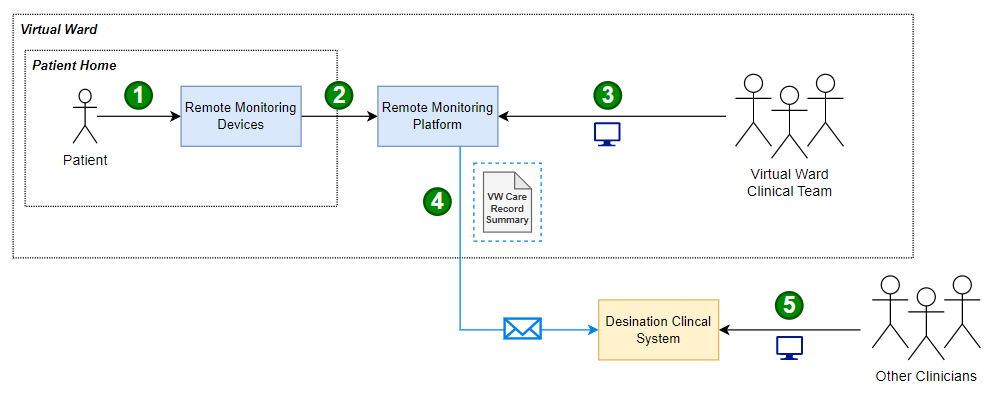 Virtual Ward
Patient Home
1
2
3
Remote Monitoring
Devices
Remote Monitoring
Platform
Patient
Virtual Ward
Clinical Team
4
VW Care
Record
Summary
5
Desination Clincal
System
Other Clinicians